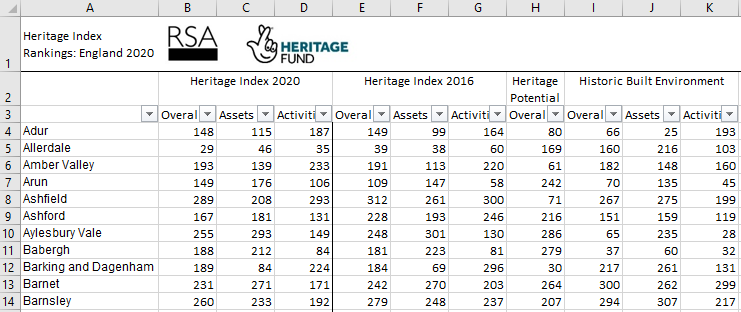 A B C D E F G H I J K
1 Heritage Index
Rankings: England 2020
RSA
HERITAGE
FUND
2 Heritage Index 2020 Heritage Index 2016 Heritage Potential Historic Built Environment
3 Overal Assets Activiti Overal Assets Activiti Overal Overal Assets Activiti
4 Adur 148 115 187 149 99 164 80 66 25 193
5 Allerdale 29 46 35 39 38 60 169 160 216 103
6 Amber Valley 193 139 233 191 113 220 61 182 148 160
7 Arun 149 176 106 109 147 58 242 70 135 45
8 Ashfield 289 208 293 312 261 300 71 267 275 199
9 Ashford 167 181 131 228 193 246 216 151 159 119
10 Aylesbury Vale 255 293 149 248 301 130 286 65 235 28
11 Babergh 188 212 84 181 223 81 279 37 60 32
12 Barking and Dagenham 189 84 224 184 69 296 30 217 261 131
13 Barnet 231 271 171 242 270 203 264 300 262 299
14 Barnsley 260 233 192 279 248 237 207 294 307 217